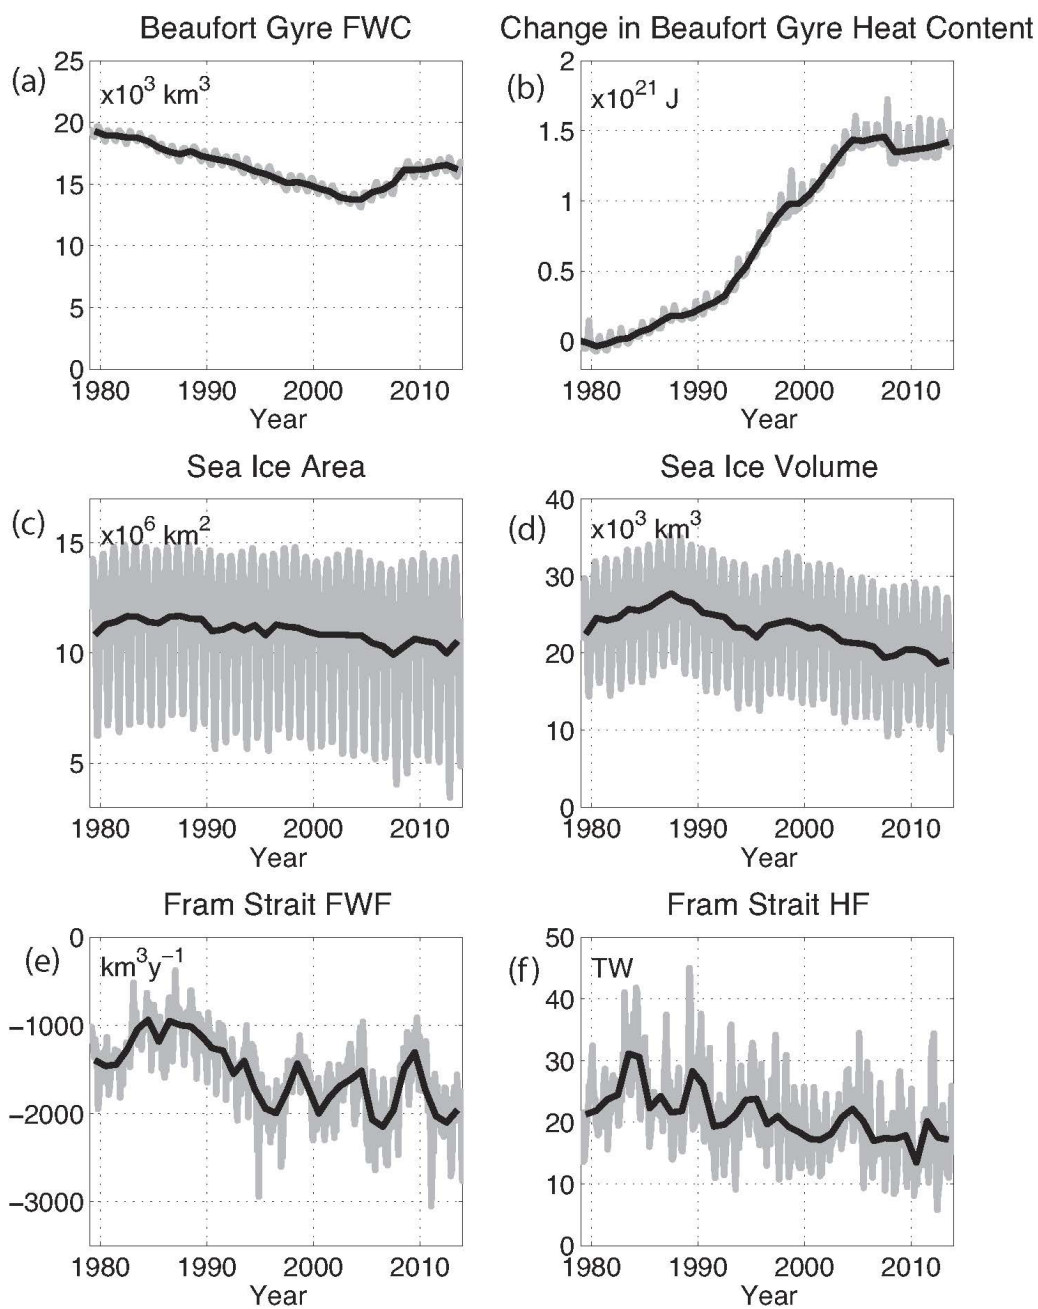 Beaufort Gyre FWC
(a)
x10³ km³
25
20
15
10
5
0
1980 1990 2000 2010
Year
Change in Beaufort Gyre Heat Content
(b)
x10²¹ J
2
1.5
1
0.5
0
1980 1990 2000 2010
Year
Sea Ice Area
(c)
x10⁶ km²
15
10
5
1980 1990 2000 2010
Year
Sea Ice Volume
(d)
x10³ km³
40
30
20
10
0
1980 1990 2000 2010
Year
Fram Strait FWF
(e)
km³y⁻¹
0
−1000
−2000
−3000
1980 1990 2000 2010
Year
Fram Strait HF
(f)
TW
50
40
30
20
10
0
1980 1990 2000 2010
Year